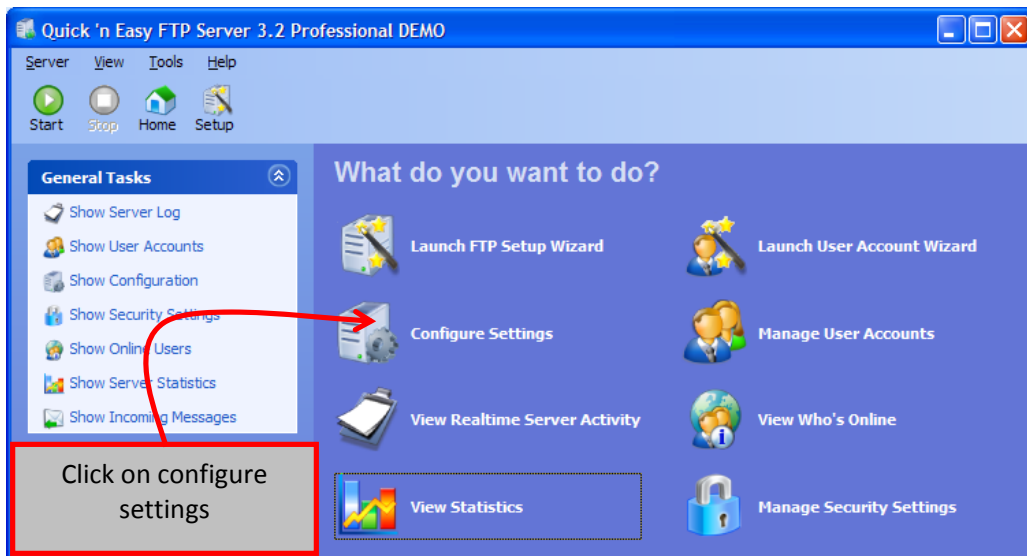 Quick 'n Easy FTP Server 3.2 Professional DEMO
Server View Tools Help
Start Stop Home Setup
General Tasks
Show Server Log
Show User Accounts
Show Configuration
Show Security Settings
Show Online Users
Show Server Statistics
Show Incoming Messages
Click on configure
settings
What do you want to do?
Launch FTP Setup Wizard
Launch User Account Wizard
Configure Settings
Manage User Accounts
View Realtime Server Activity
View Who's Online
View Statistics
Manage Security Settings